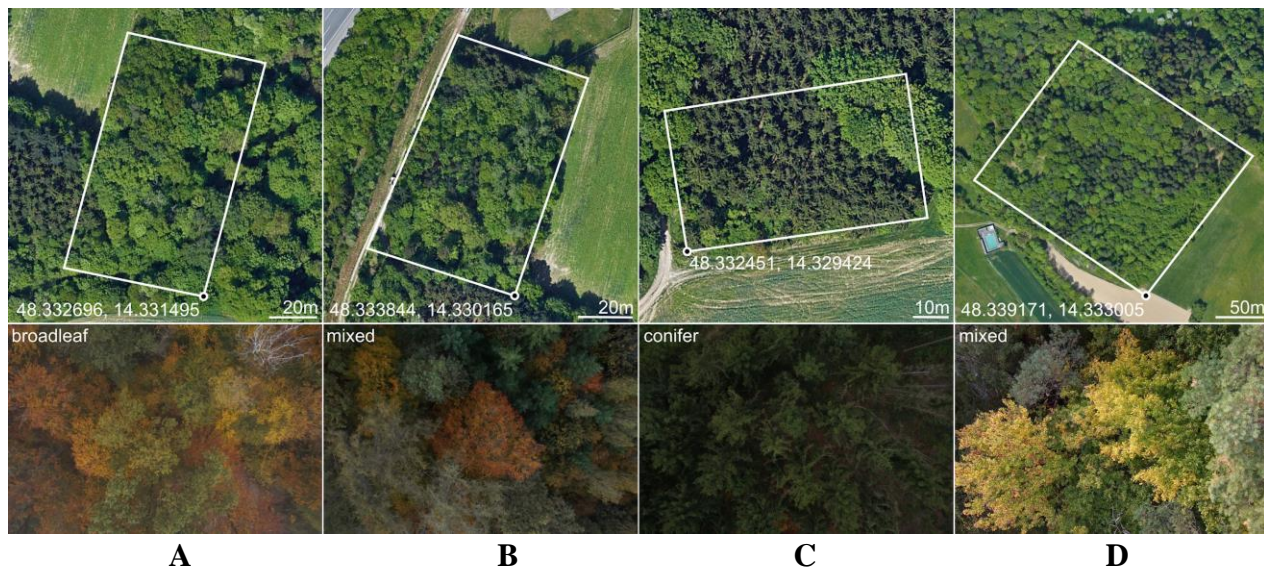 48.332696, 14.331495
20m
48.333844, 14.330165
20m
48.332451, 14.329424
10m
48.339171, 14.333005
50m
broadleaf
mixed
conifer
mixed
A
B
C
D